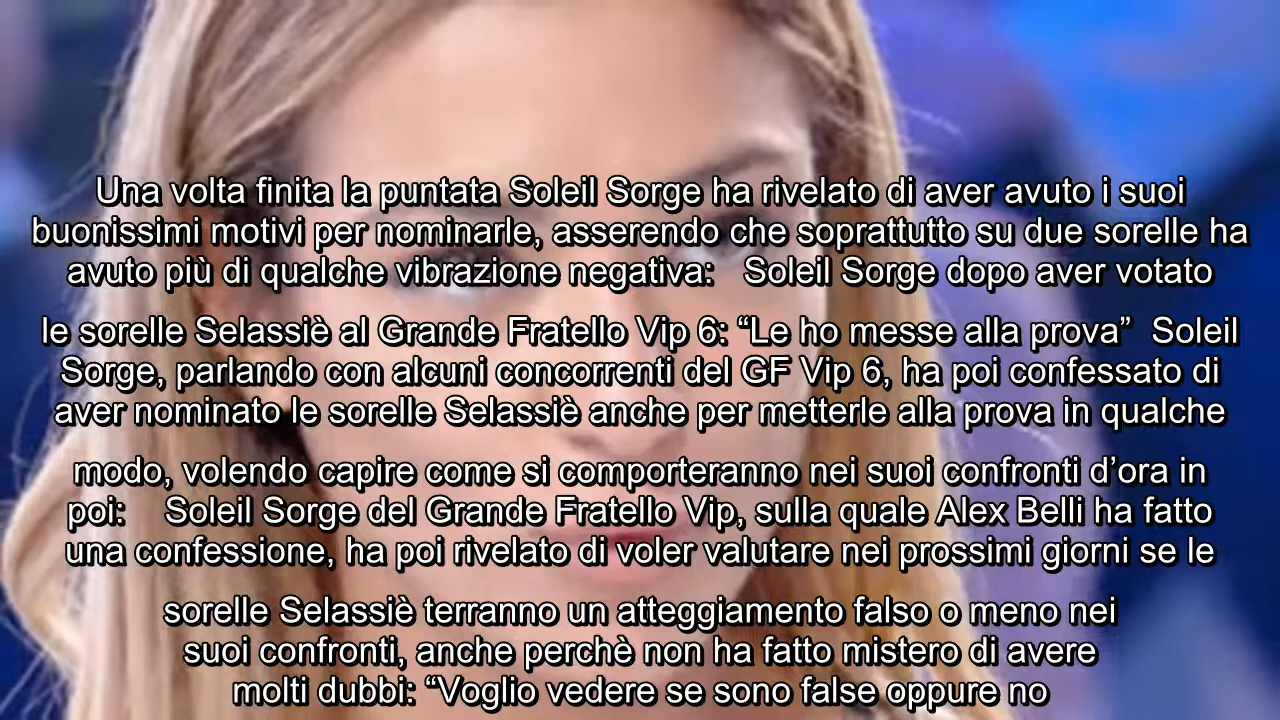 Una volta finita la puntata Soleil Sorge ha rivelato di aver avuto i suoi
buonissimi motivi per nominarle, asserendo che soprattutto su due sorelle ha
avuto più di qualche vibrazione negativa: Soleil Sorge dopo aver votato
le sorelle Selassiè al Grande Fratello Vip 6: “Le ho messe alla prova” Soleil
Sorge, parlando con alcuni concorrenti del GF Vip 6, ha poi confessato di
aver nominato le sorelle Selassiè anche per metterle alla prova in qualche
modo, volendo capire come si comporteranno nei suoi confronti d’ora in
poi: Soleil Sorge del Grande Fratello Vip, sulla quale Alex Belli ha fatto
una confessione, ha poi rivelato di voler valutare nei prossimi giorni se le
sorelle Selassiè terranno un atteggiamento falso o meno nei
suoi confronti, anche perchè non ha fatto mistero di avere
molti dubbi: “Voglio vedere se sono false oppure no